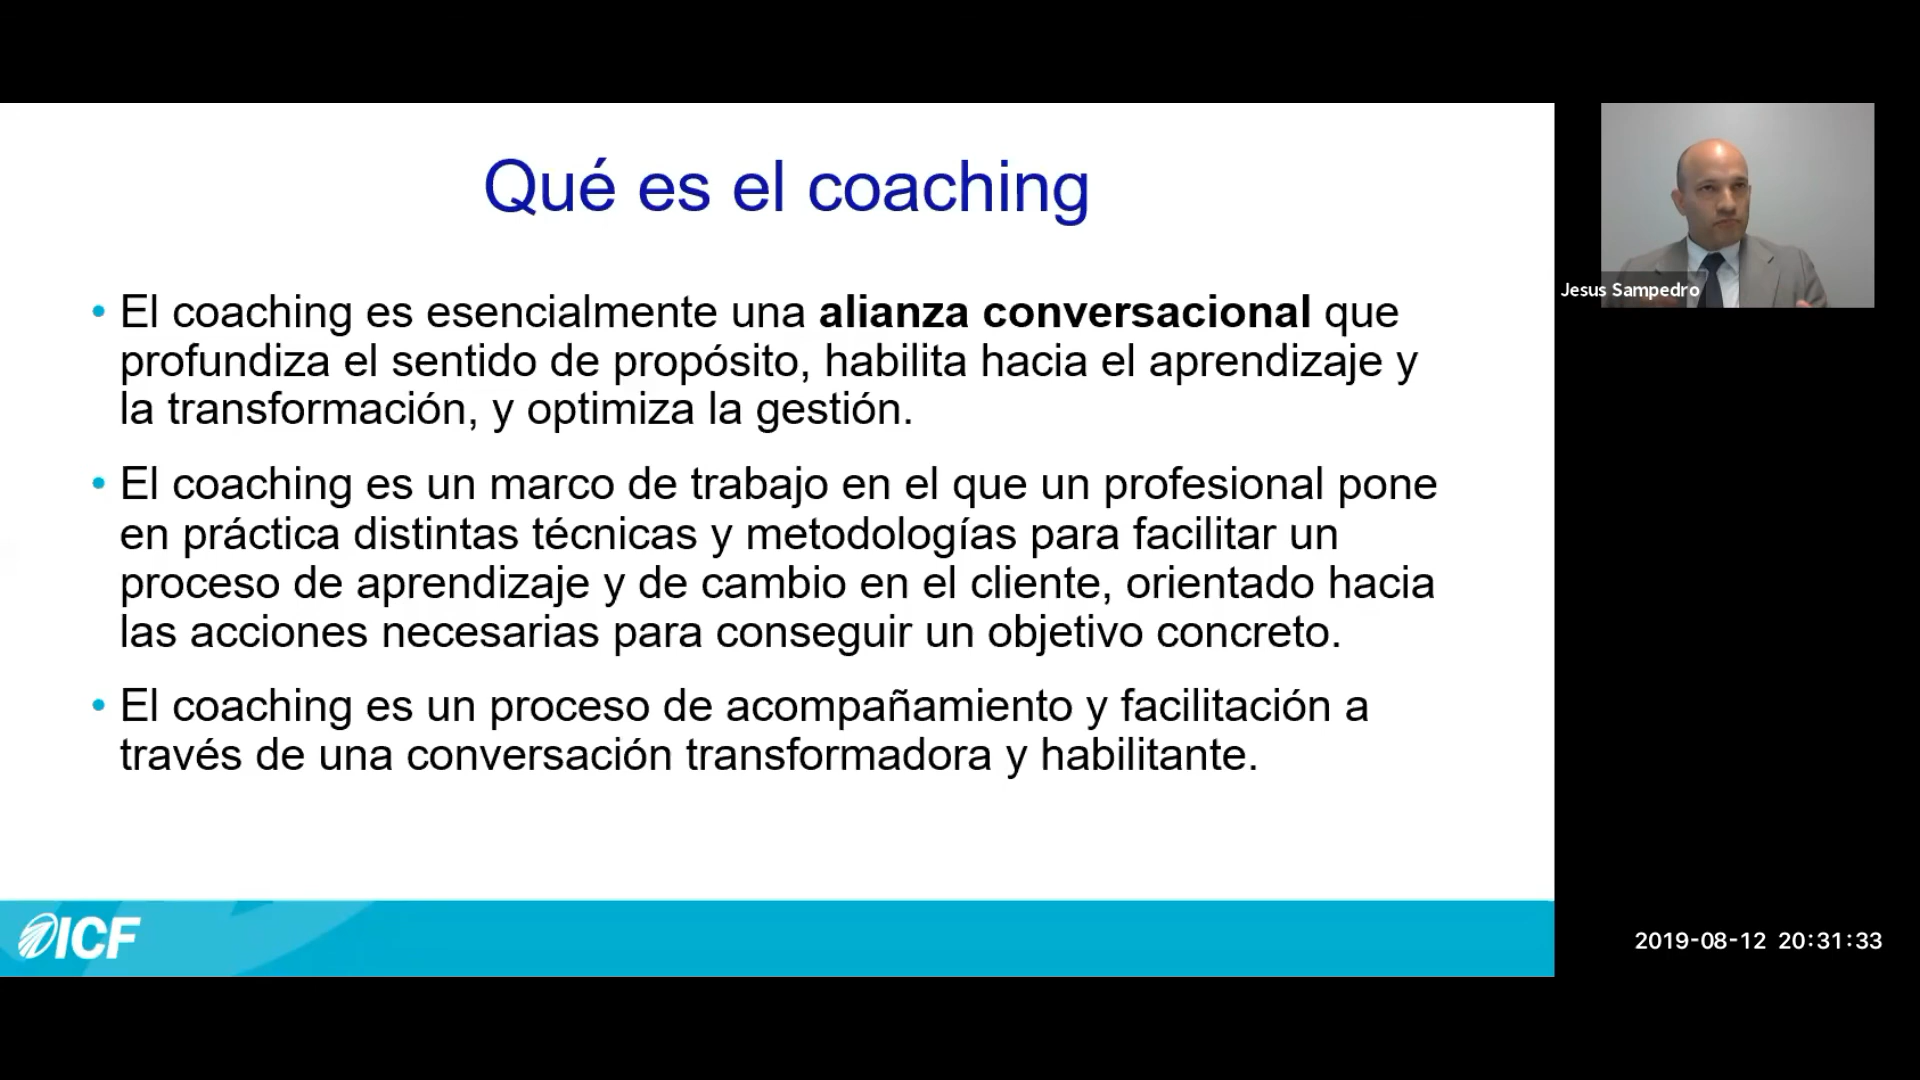 Qué es el coaching
• El coaching es esencialmente una alianza conversacional que
profundiza el sentido de propósito, habilita hacia el aprendizaje y
la transformación, y optimiza la gestión.
• El coaching es un marco de trabajo en el que un profesional pone
en práctica distintas técnicas y metodologías para facilitar un
proceso de aprendizaje y de cambio en el cliente, orientado hacia
las acciones necesarias para conseguir un objetivo concreto.
• El coaching es un proceso de acompañamiento y facilitación a
través de una conversación transformadora y habilitante.
ICF
Jesus Sampedro
2019-08-12 20:31:33